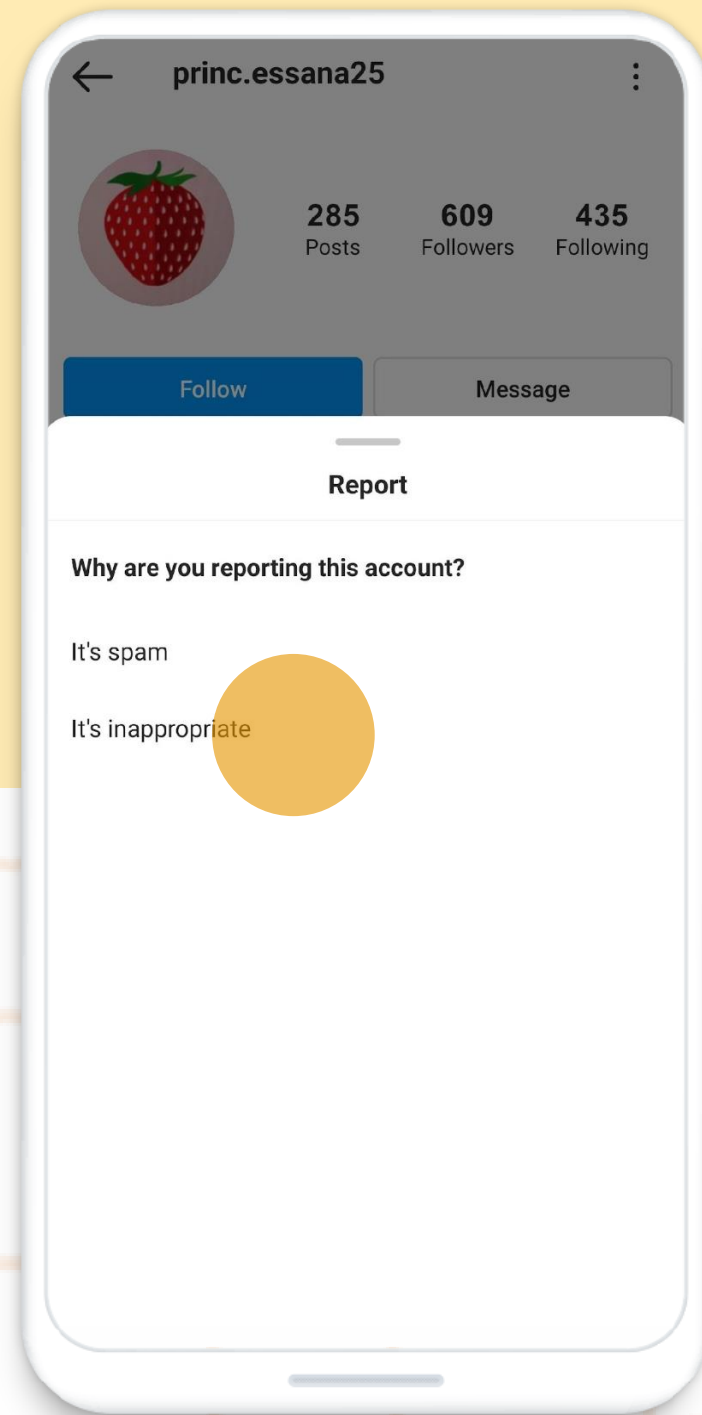 princ.essana25
285 609 435
Posts Followers Following
Follow Message
Report
Why are you reporting this account?
It's spam
It's inappropriate